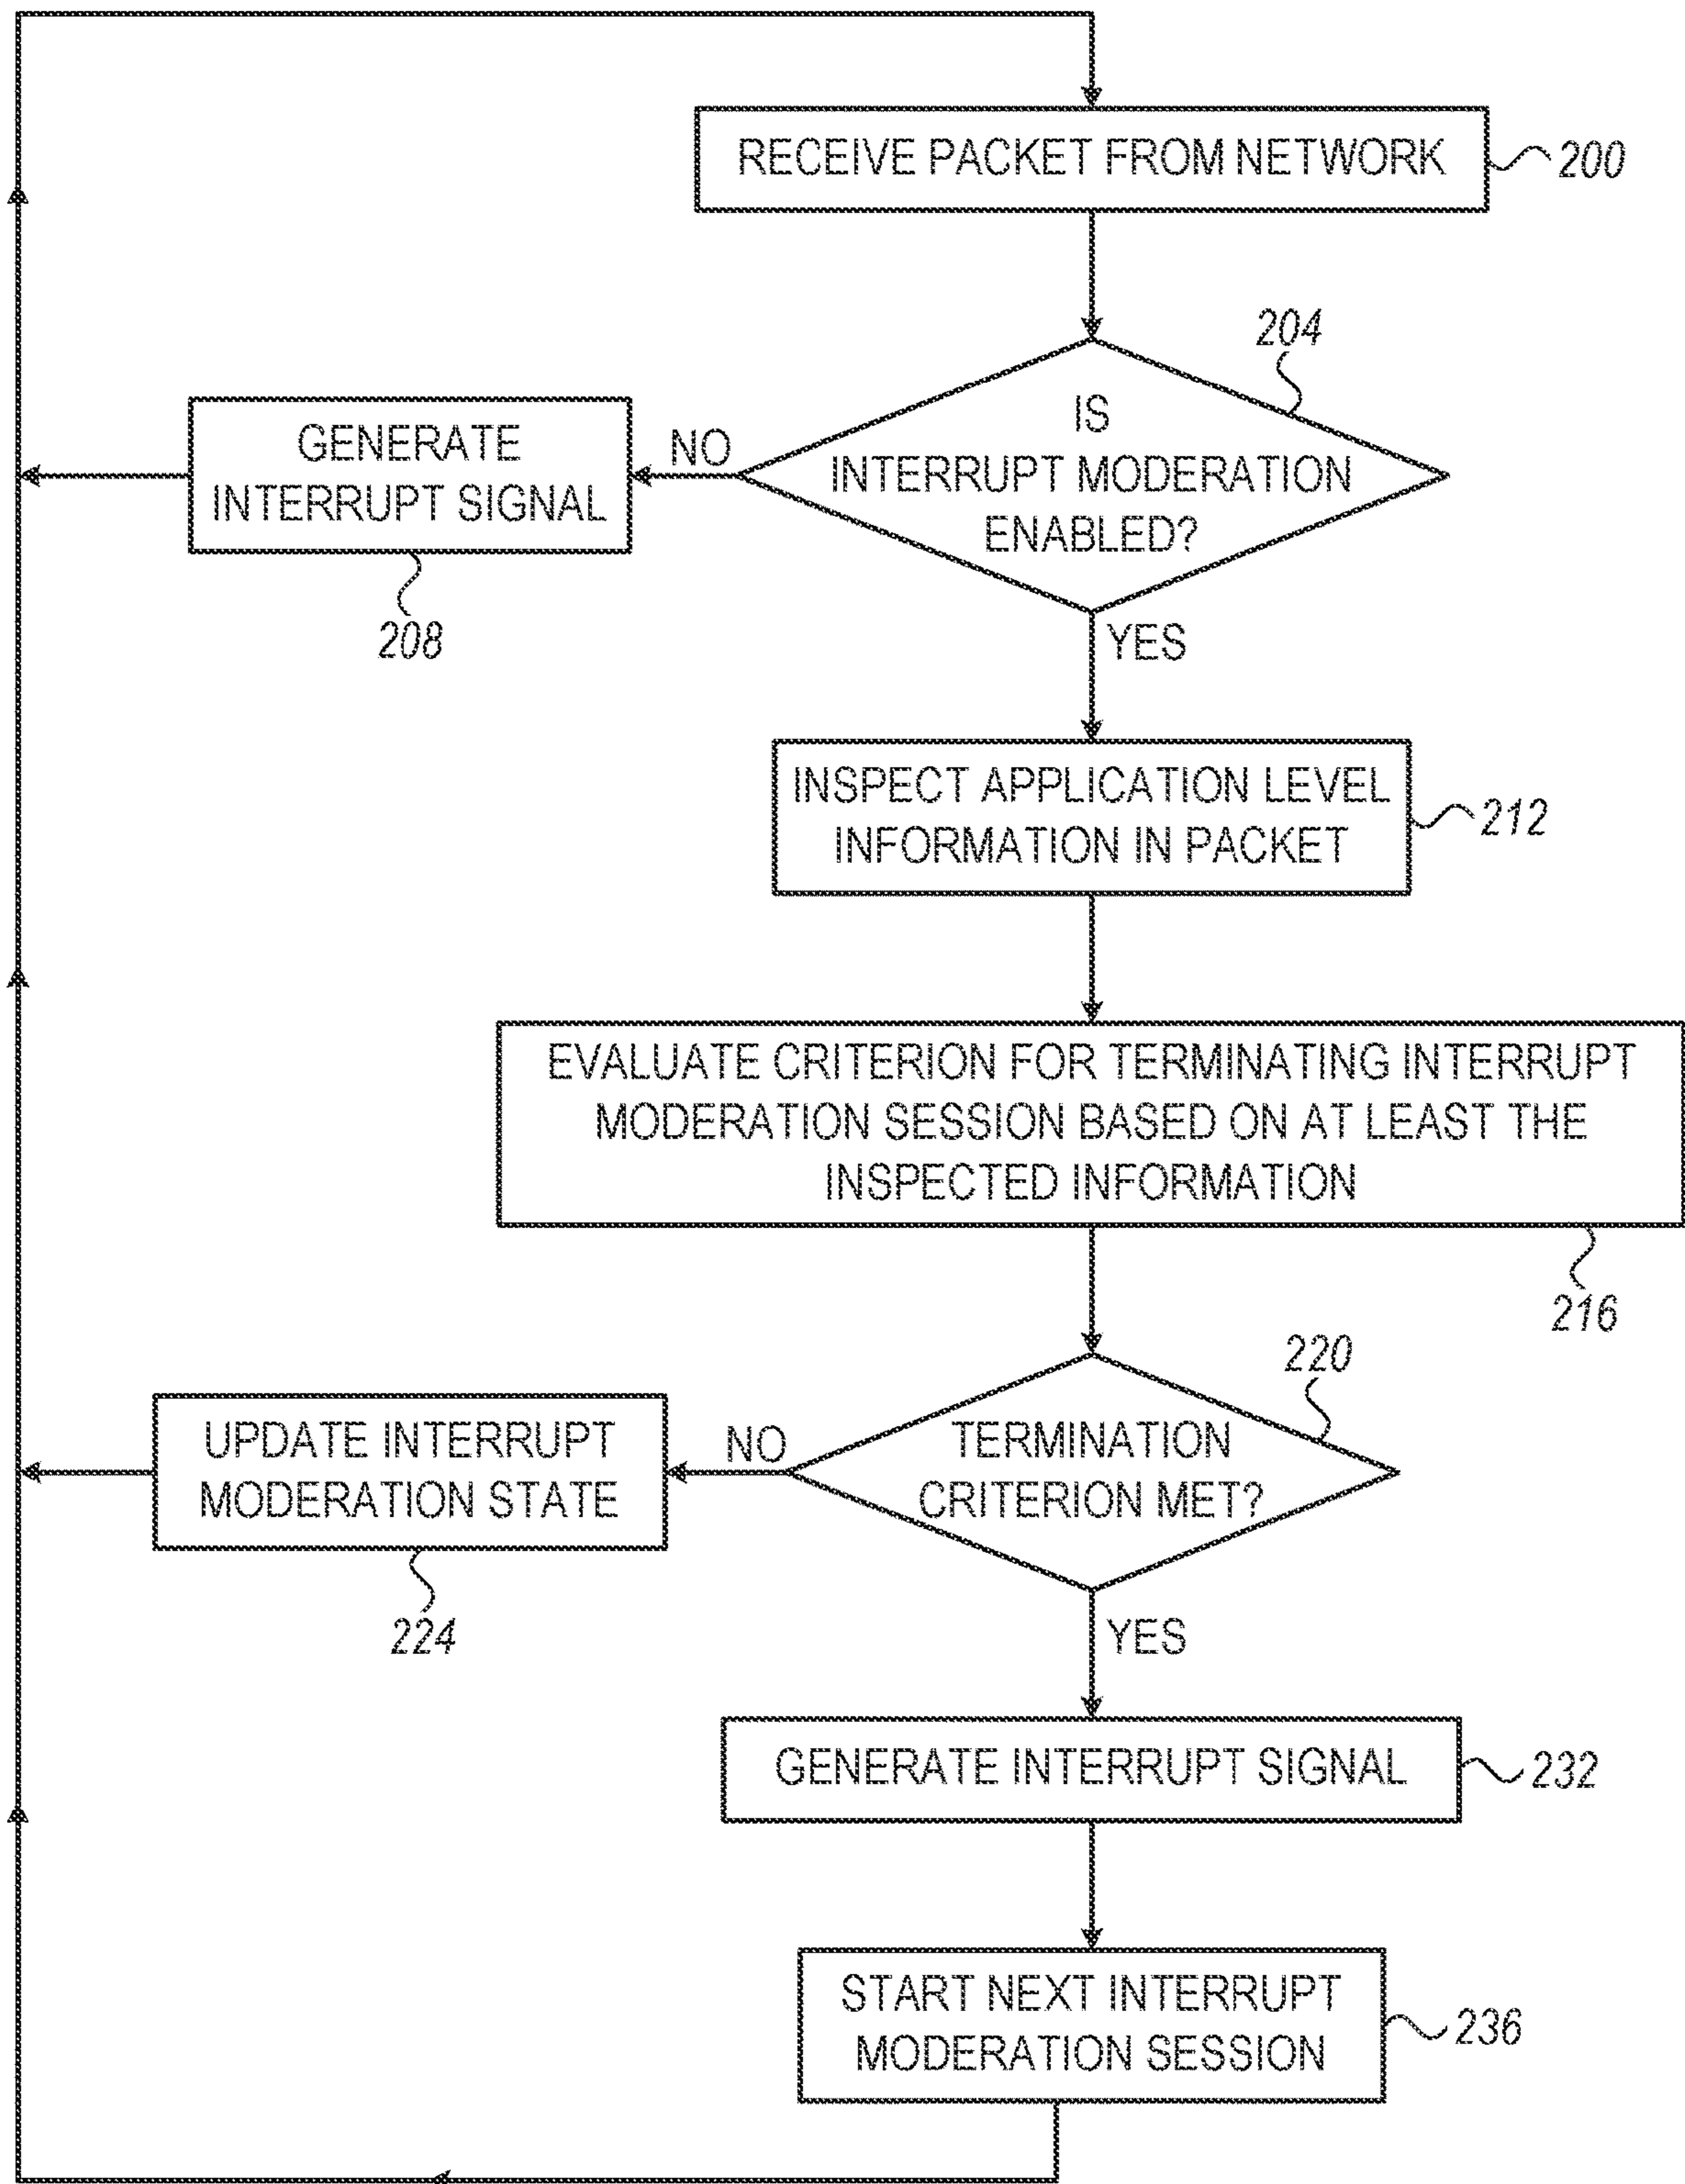 RECEIVE PACKET FROM NETWORK
200
204
IS
INTERRUPT MODERATION
ENABLED?
NO
GENERATE
INTERRUPT SIGNAL
208
YES
INSPECT APPLICATION LEVEL
INFORMATION IN PACKET
212
EVALUATE CRITERION FOR TERMINATING INTERRUPT
MODERATION SESSION BASED ON AT LEAST THE
INSPECTED INFORMATION
216
220
TERMINATION
CRITERION MET?
NO
UPDATE INTERRUPT
MODERATION STATE
224
YES
GENERATE INTERRUPT SIGNAL
232
START NEXT INTERRUPT
MODERATION SESSION
236